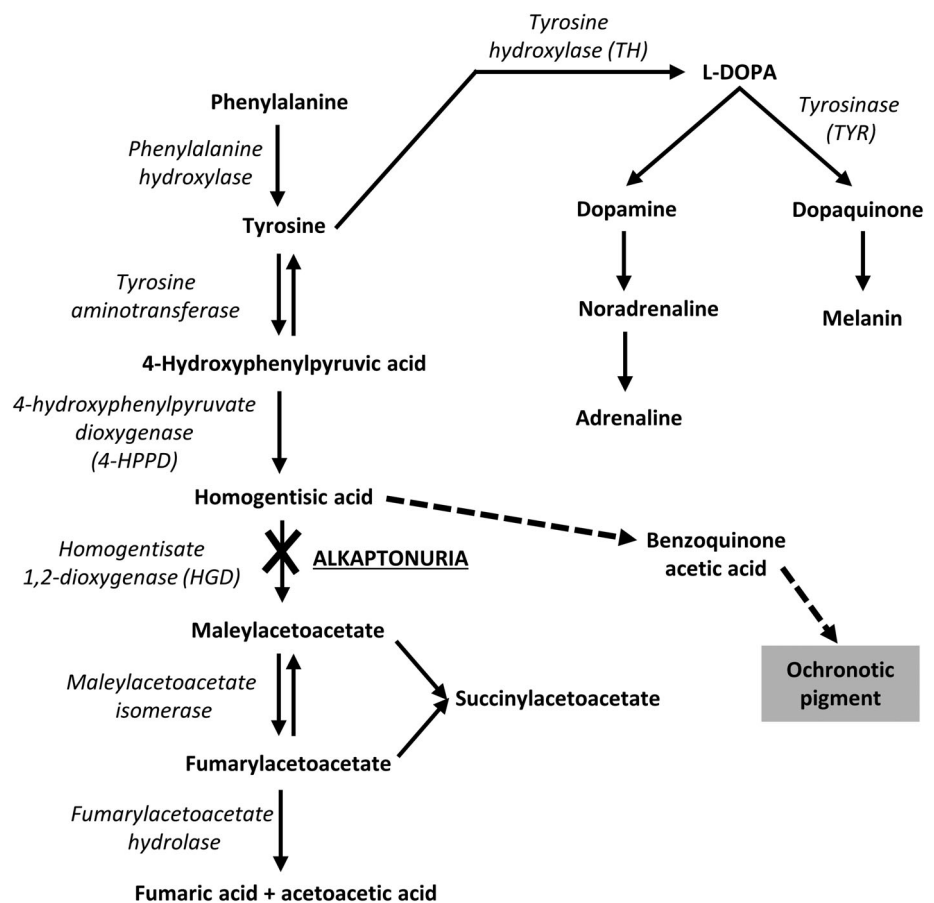 Tyrosine
hydroxylase (TH)
L-DOPA
Phenylalanine
Tyrosinase
(TYR)
Phenylalanine
hydroxylase
Tyrosine
Dopamine
Dopaquinone
Tyrosine
aminotransferase
Noradrenaline
Melanin
4-Hydroxyphenylpyruvic acid
4-hydroxyphenylpyruvate
dioxygenase
(4-HPPD)
Adrenaline
Homogentisic acid
Homogentisate
1,2-dioxygenase (HGD)
ALKAPTONURIA
Benzoquinone
acetic acid
Maleylacetoacetate
Ochronotic
pigment
Maleylacetoacetate
isomerase
Succinylacetoacetate
Fumarylacetoacetate
Fumarylacetoacetate
hydrolase
Fumaric acid + acetoacetic acid